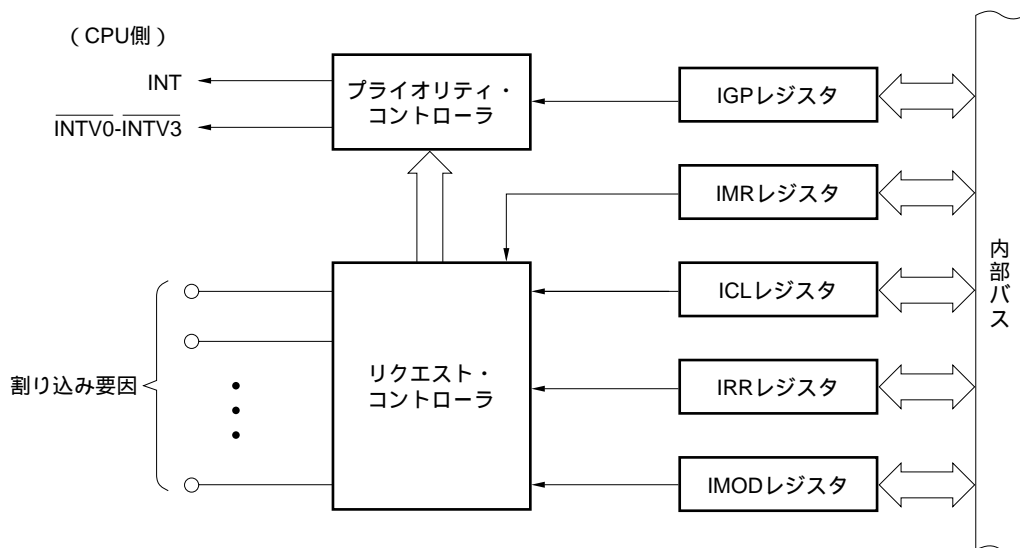 （CPU側）
INT
INTV0-INTV3
プライオリティ・
コントローラ
IGPレジスタ
IMRレジスタ
ICLレジスタ
IRRレジスタ
IMODレジスタ
リクエスト・
コントローラ
割り込み要因
内部バス